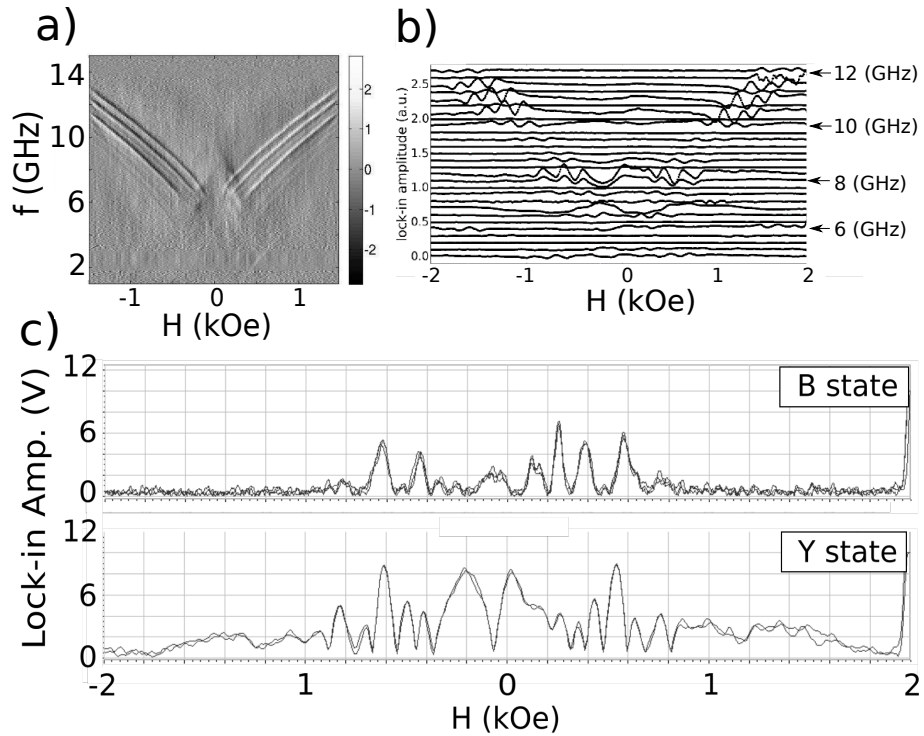 a)
f (GHz)
14
10
6
2
-1
0
1
H (kOe)
2
1
0
-1
-2
b)
lock-in amplitude (a.u.)
2.5
2.0
1.5
1.0
0.5
0.0
-2
-1
0
1
2
H (kOe)
12 (GHz)
10 (GHz)
8 (GHz)
6 (GHz)
c)
Lock-in Amp. (V)
12
6
0
B state
12
6
0
Y state
-2
-1
0
1
2
H (kOe)